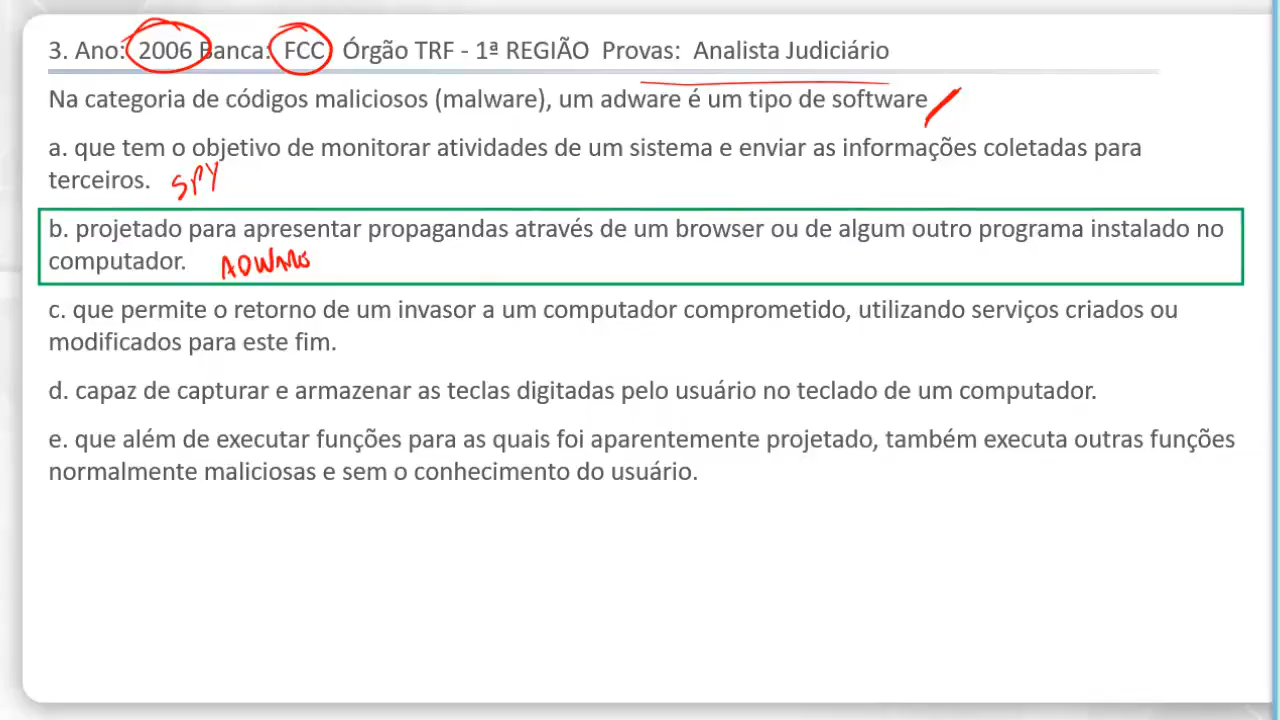 3. Ano: 2006 Banca: FCC Órgão TRF - 1ª REGIÃO Provas: Analista Judiciário
Na categoria de códigos maliciosos (malware), um adware é um tipo de software
a. que tem o objetivo de monitorar atividades de um sistema e enviar as informações coletadas para
terceiros. SPY
b. projetado para apresentar propagandas através de um browser ou de algum outro programa instalado no
computador.
c. que permite o retorno de um invasor a um computador comprometido, utilizando serviços criados ou
modificados para este fim.
d. capaz de capturar e armazenar as teclas digitadas pelo usuário no teclado de um computador.
e. que além de executar funções para as quais foi aparentemente projetado, também executa outras funções
normalmente maliciosas e sem o conhecimento do usuário.